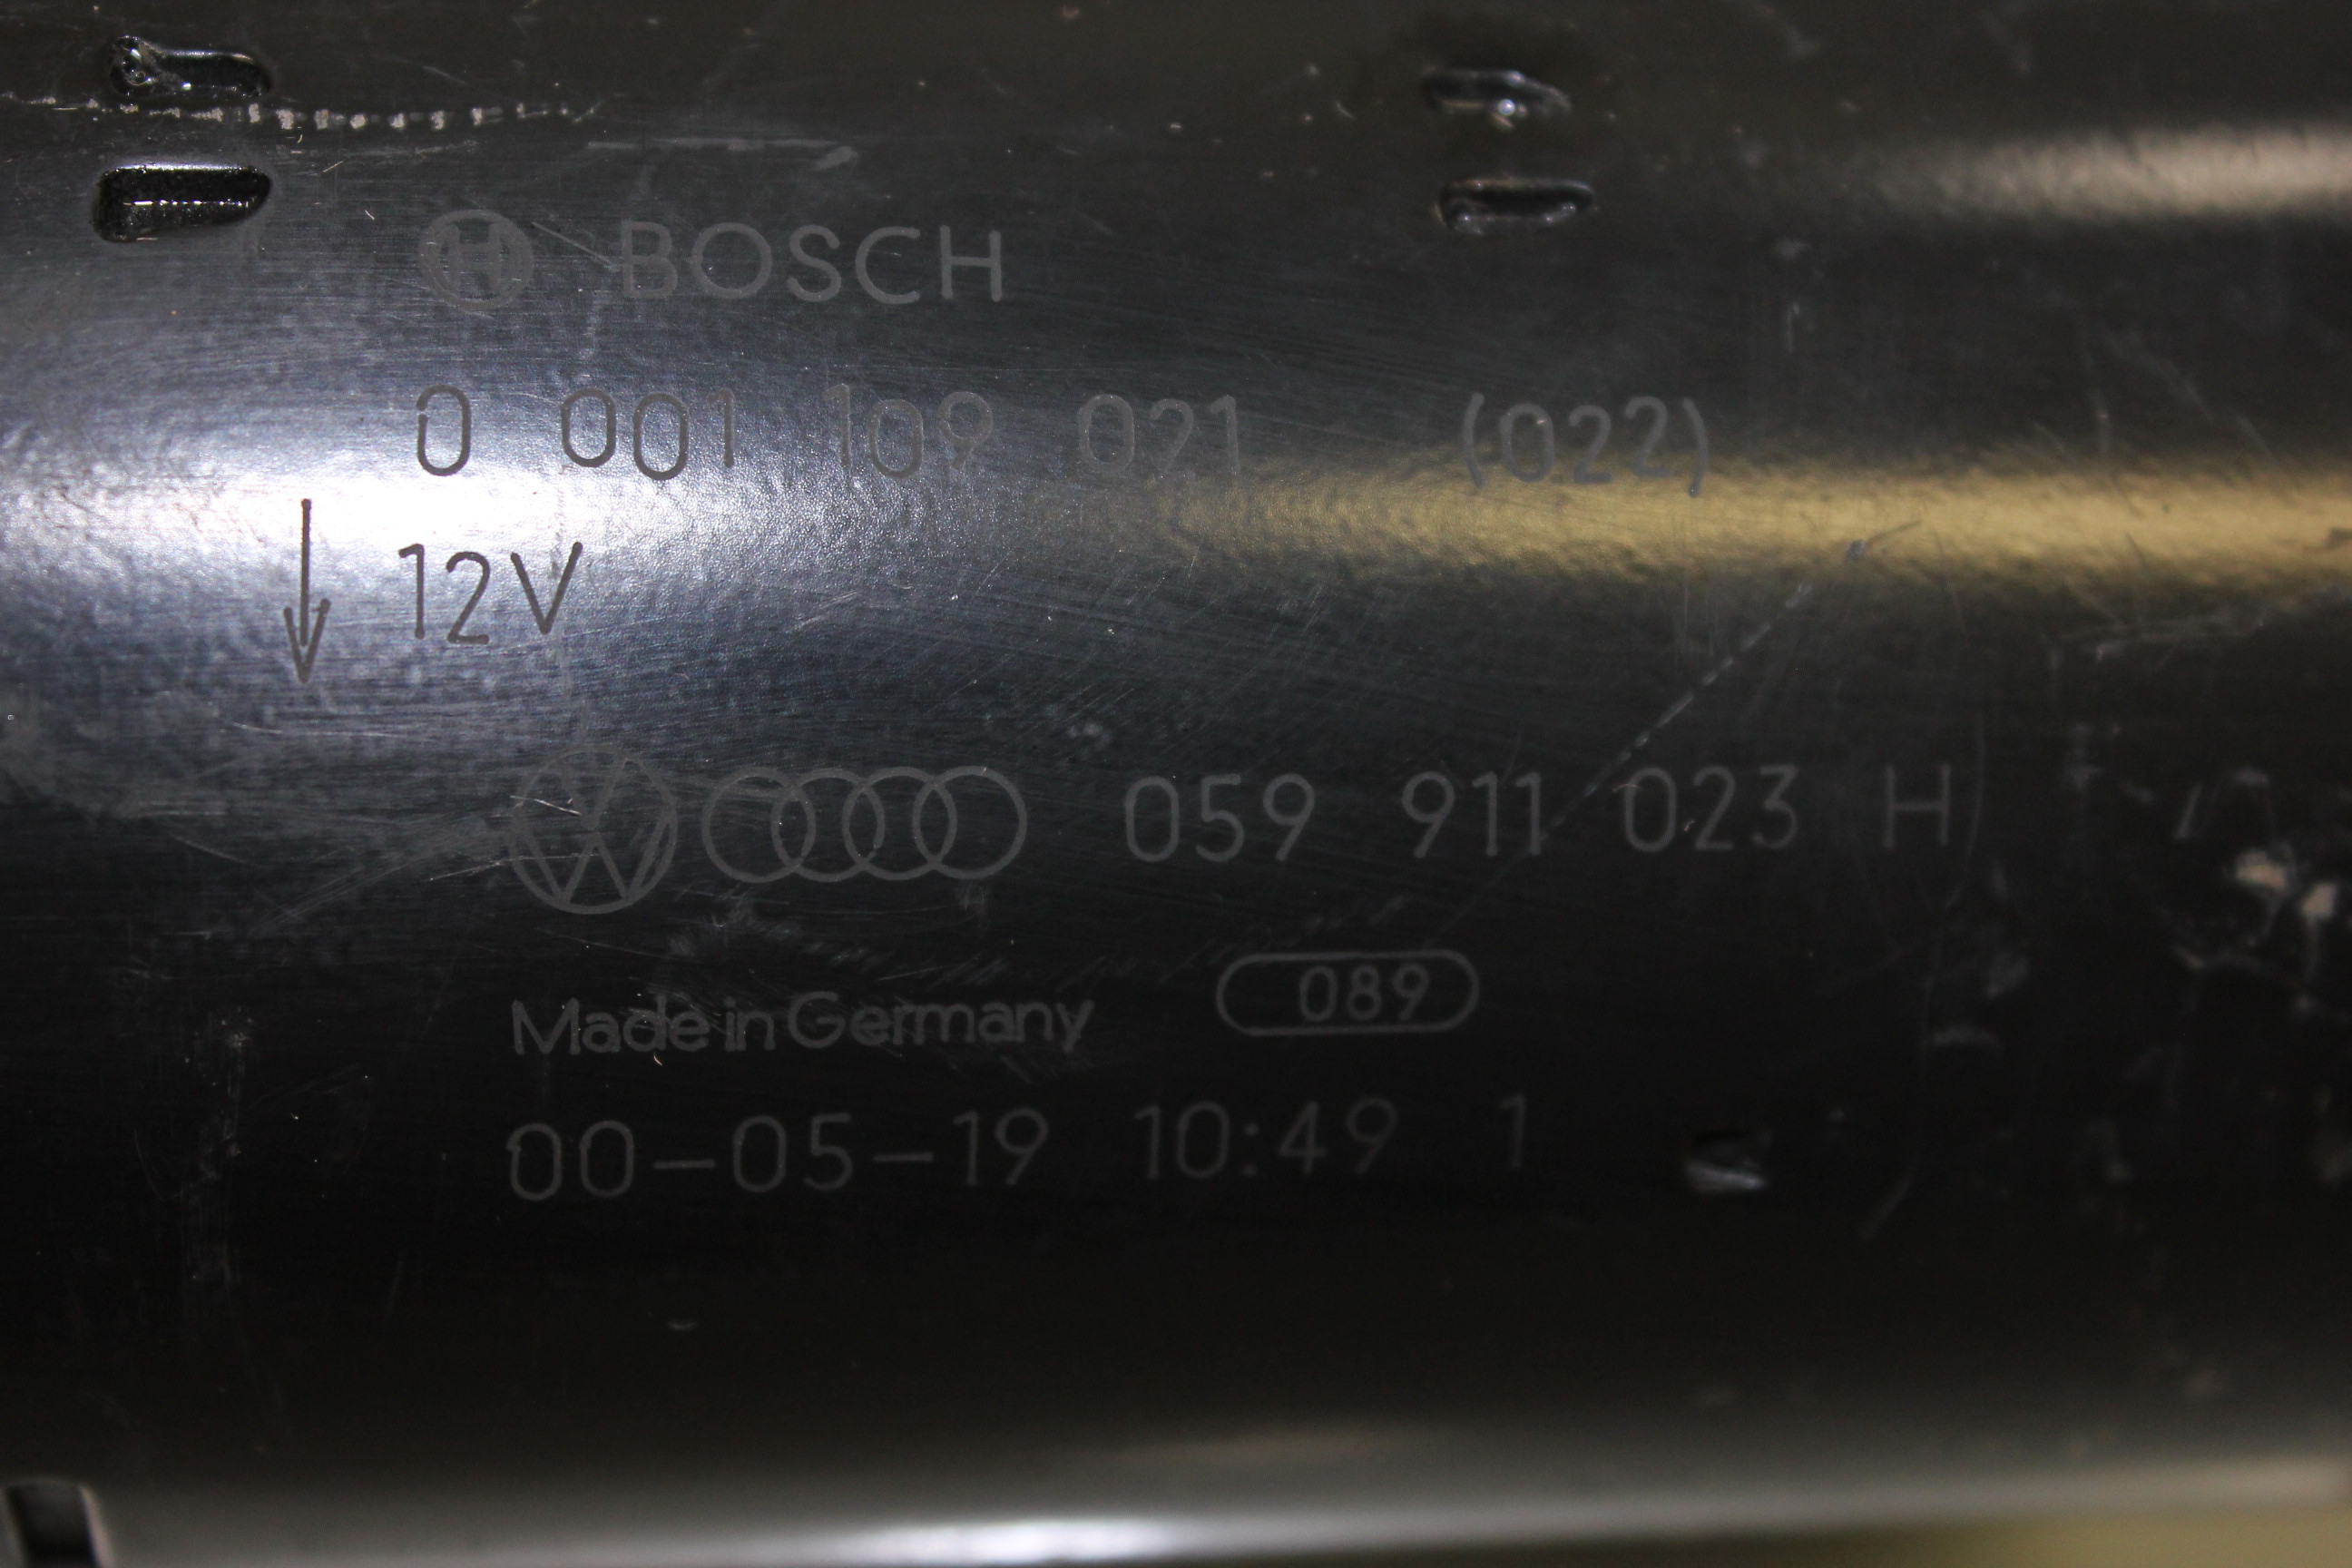 BOSCH
0 001 109 021 (022)
12V
059 911 023 H
Made in Germany 089
00-05-19 10:49 1